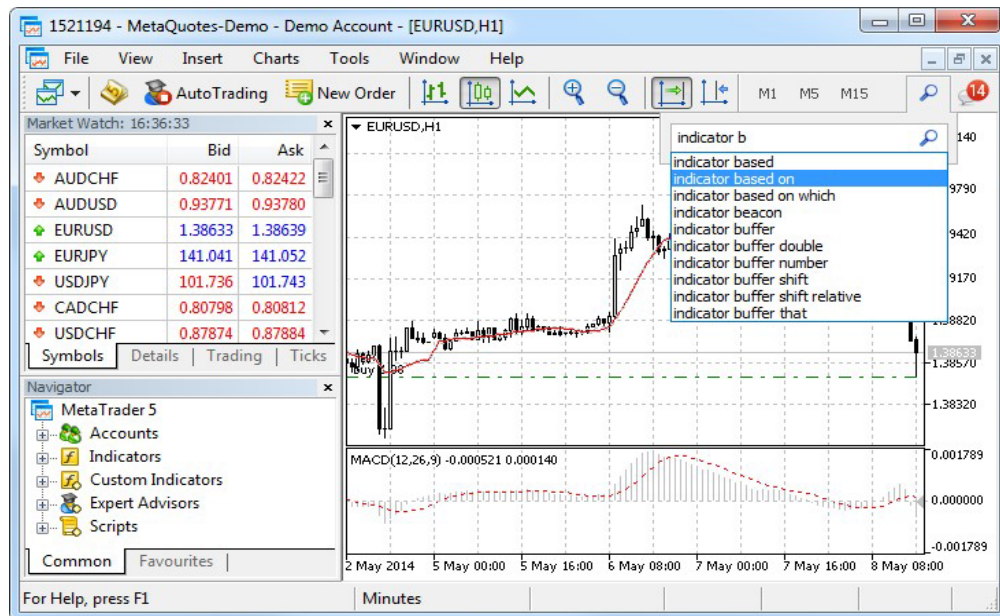 1521194 - MetaQuotes-Demo - Demo Account - [EURUSD,H1]
File View Insert Charts Tools Window Help
AutoTrading New Order M1 M5 M15 14
Market Watch: 16:36:33
Symbol Bid Ask
AUDCHF 0.82401 0.82422
AUDUSD 0.93771 0.93780
EURUSD 1.38633 1.38639
EURJPY 141.041 141.052
USDJPY 101.736 101.743
CADCHF 0.80798 0.80812
USDCHF 0.87874 0.87884
Symbols Details Trading Ticks
Navigator
MetaTrader 5
Accounts
Indicators
Custom Indicators
Expert Advisors
Scripts
Common Favourites
EURUSD,H1
indicator b
indicator based
indicator based on
indicator based on which
indicator beacon
indicator buffer
indicator buffer double
indicator buffer number
indicator buffer shift
indicator buffer shift relative
indicator buffer that
140
9790
9420
9170
1.38633
1.38570
1.38320
MACD(12,26,9) -0.000521 0.000140
0.001789
0.000000
-0.001789
2 May 2014 5 May 00:00 5 May 16:00 6 May 08:00 7 May 00:00 7 May 16:00 8 May 08:00
For Help, press F1 Minutes